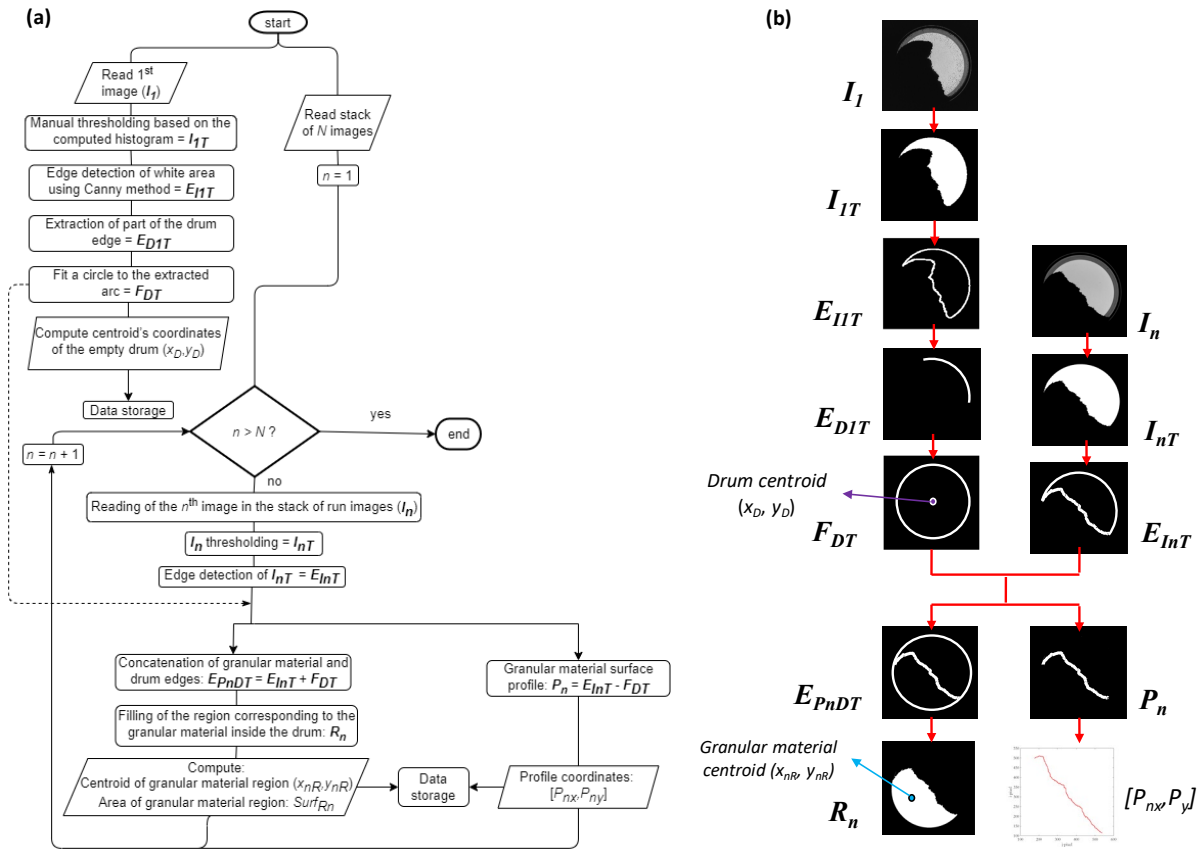 (a)
start
Read 1st
image (I1)
Manual thresholding based on the
computed histogram = I1T
Edge detection of white area
using Canny method = EI1T
Extraction of part of the drum
edge = ED1T
Fit a circle to the extracted
arc = FDT
Compute centroid's coordinates
of the empty drum (xD,yD)
Data storage
Read stack
of N images
n = 1
n > N ?
yes
end
n = n + 1
no
Reading of the nth image in the stack of run images (In)
In thresholding = InT
Edge detection of InT = EInT
Concatenation of granular material and
drum edges: EPnDT = EInT + FDT
Filling of the region corresponding to the
granular material inside the drum: Rn
Compute:
Centroid of granular material region (xnR,ynR)
Area of granular material region: SurfRn
Data
storage
Granular material surface
profile: Pn = EInT - FDT
Profile coordinates:
[Pnx,Pny]
(b)
I1
I1T
EI1T
ED1T
Drum centroid
(xD, yD)
FDT
In
InT
EInT
EPnDT
Pn
Granular material
centroid (xnR, ynR)
Rn
[Pnx,Py]